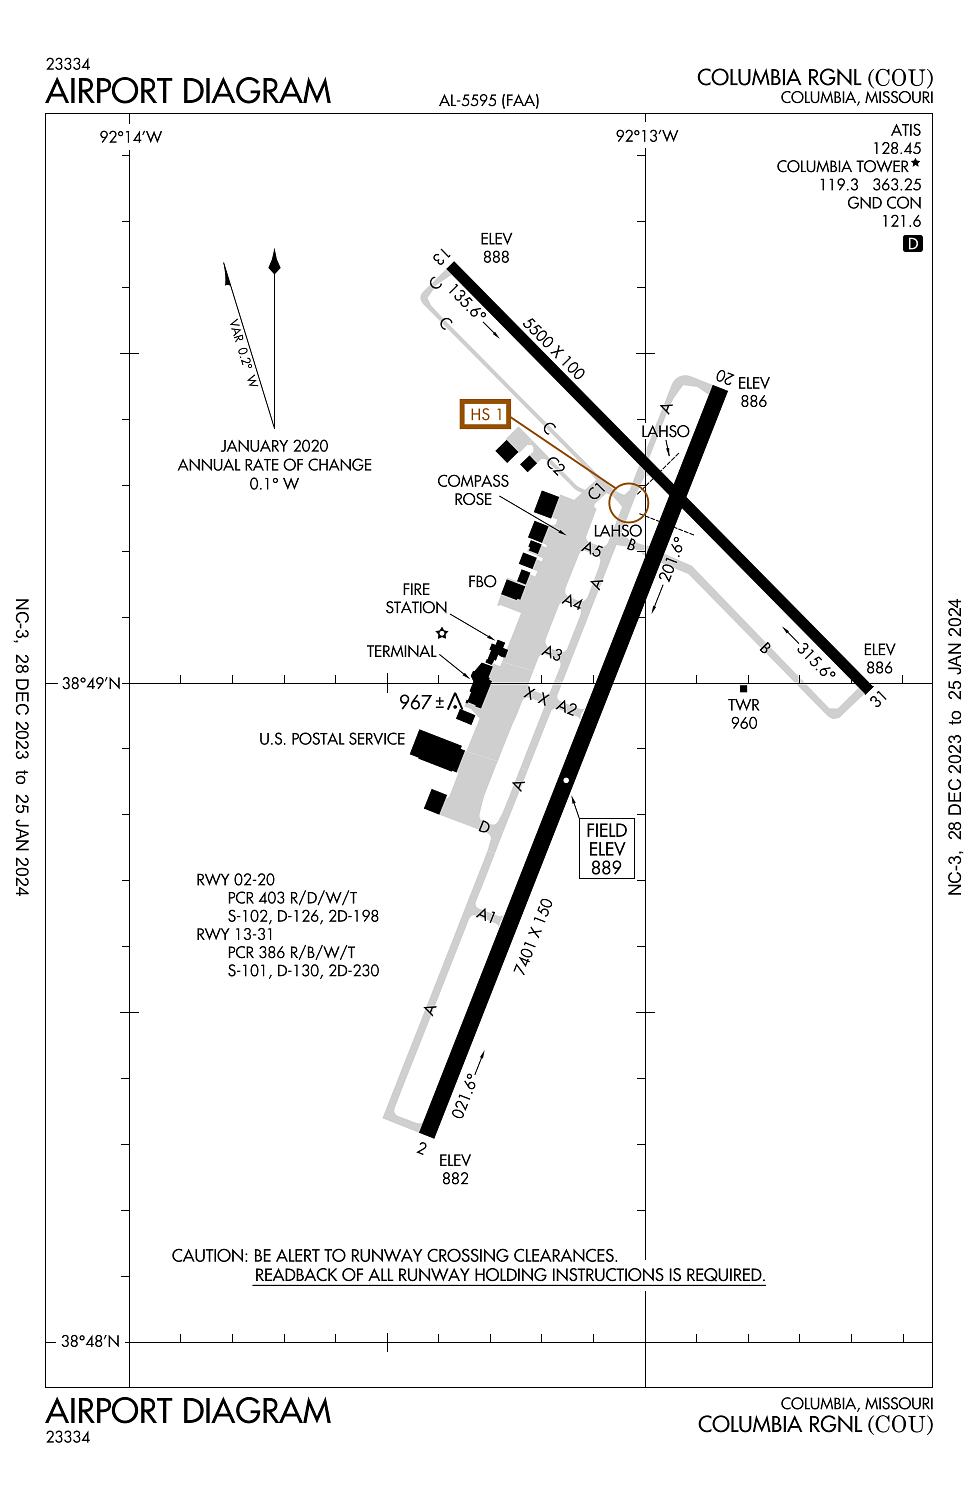 23334
AIRPORT DIAGRAM
AL-5595 (FAA)
COLUMBIA RGNL (COU)
COLUMBIA, MISSOURI
92°14'W
92°13'W
ATIS
128.45
COLUMBIA TOWER★
119.3 363.25
GND CON
121.6
D
ELEV
888
13
C
135.6°
C
5500 X 100
VAR 0.2° W
JANUARY 2020
ANNUAL RATE OF CHANGE
0.1° W
20
ELEV
886
A
HS 1
LAHSO
C
C2
COMPASS
ROSE
C1
LAHSO
B
A5
201.6°
FBO
A
FIRE
STATION
A4
TERMINAL
A3
B
315.6°
ELEV
886
31
38°49'N
967 ±
X X A2
TWR
960
U.S. POSTAL SERVICE
A
D
FIELD
ELEV
889
RWY 02-20
PCR 403 R/D/W/T
S-102, D-126, 2D-198
RWY 13-31
PCR 386 R/B/W/T
S-101, D-130, 2D-230
A1
7401 X 150
A
021.6°
2
ELEV
882
CAUTION: BE ALERT TO RUNWAY CROSSING CLEARANCES.
READBACK OF ALL RUNWAY HOLDING INSTRUCTIONS IS REQUIRED.
38°48'N
NC-3, 28 DEC 2023 to 25 JAN 2024
NC-3, 28 DEC 2023 to 25 JAN 2024
AIRPORT DIAGRAM
23334
COLUMBIA, MISSOURI
COLUMBIA RGNL (COU)